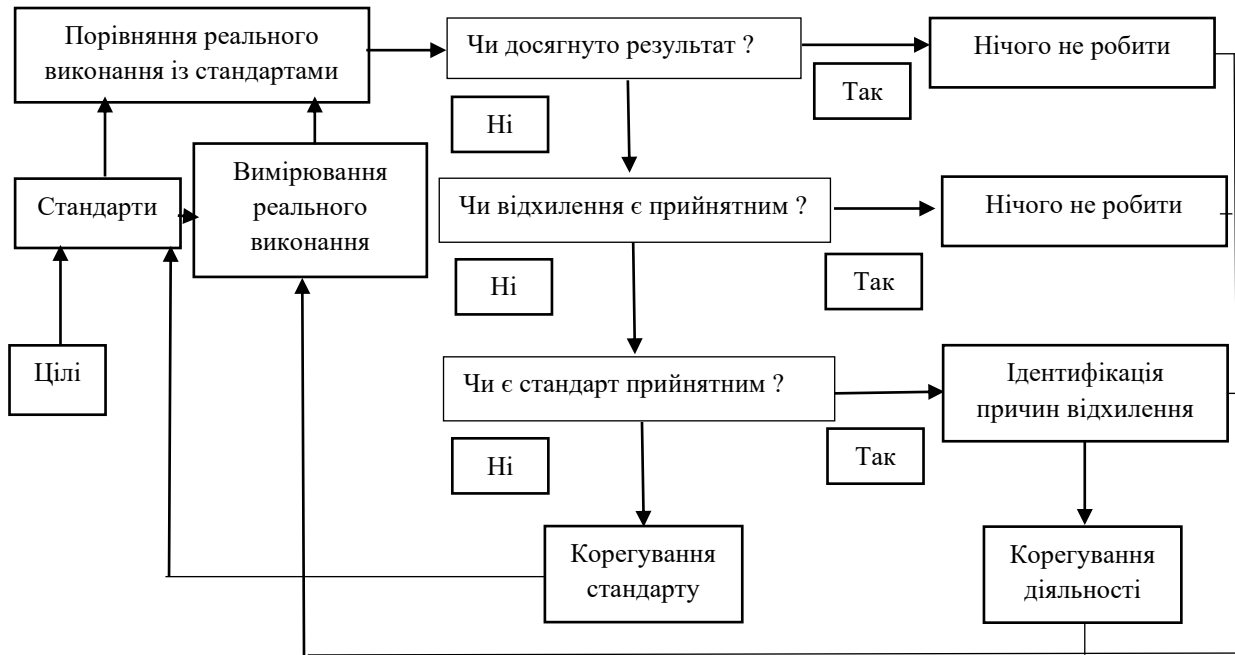 Порівняння реального
виконання із стандартами
Чи досягнуто результат ?
Нічого не робити
Ні
Так
Стандарти
Вимірювання
реального
виконання
Чи відхилення є прийнятним ?
Нічого не робити
Ні
Так
Цілі
Чи є стандарт прийнятним ?
Ідентифікація
причин відхилення
Ні
Так
Корегування
стандарту
Корегування
діяльності